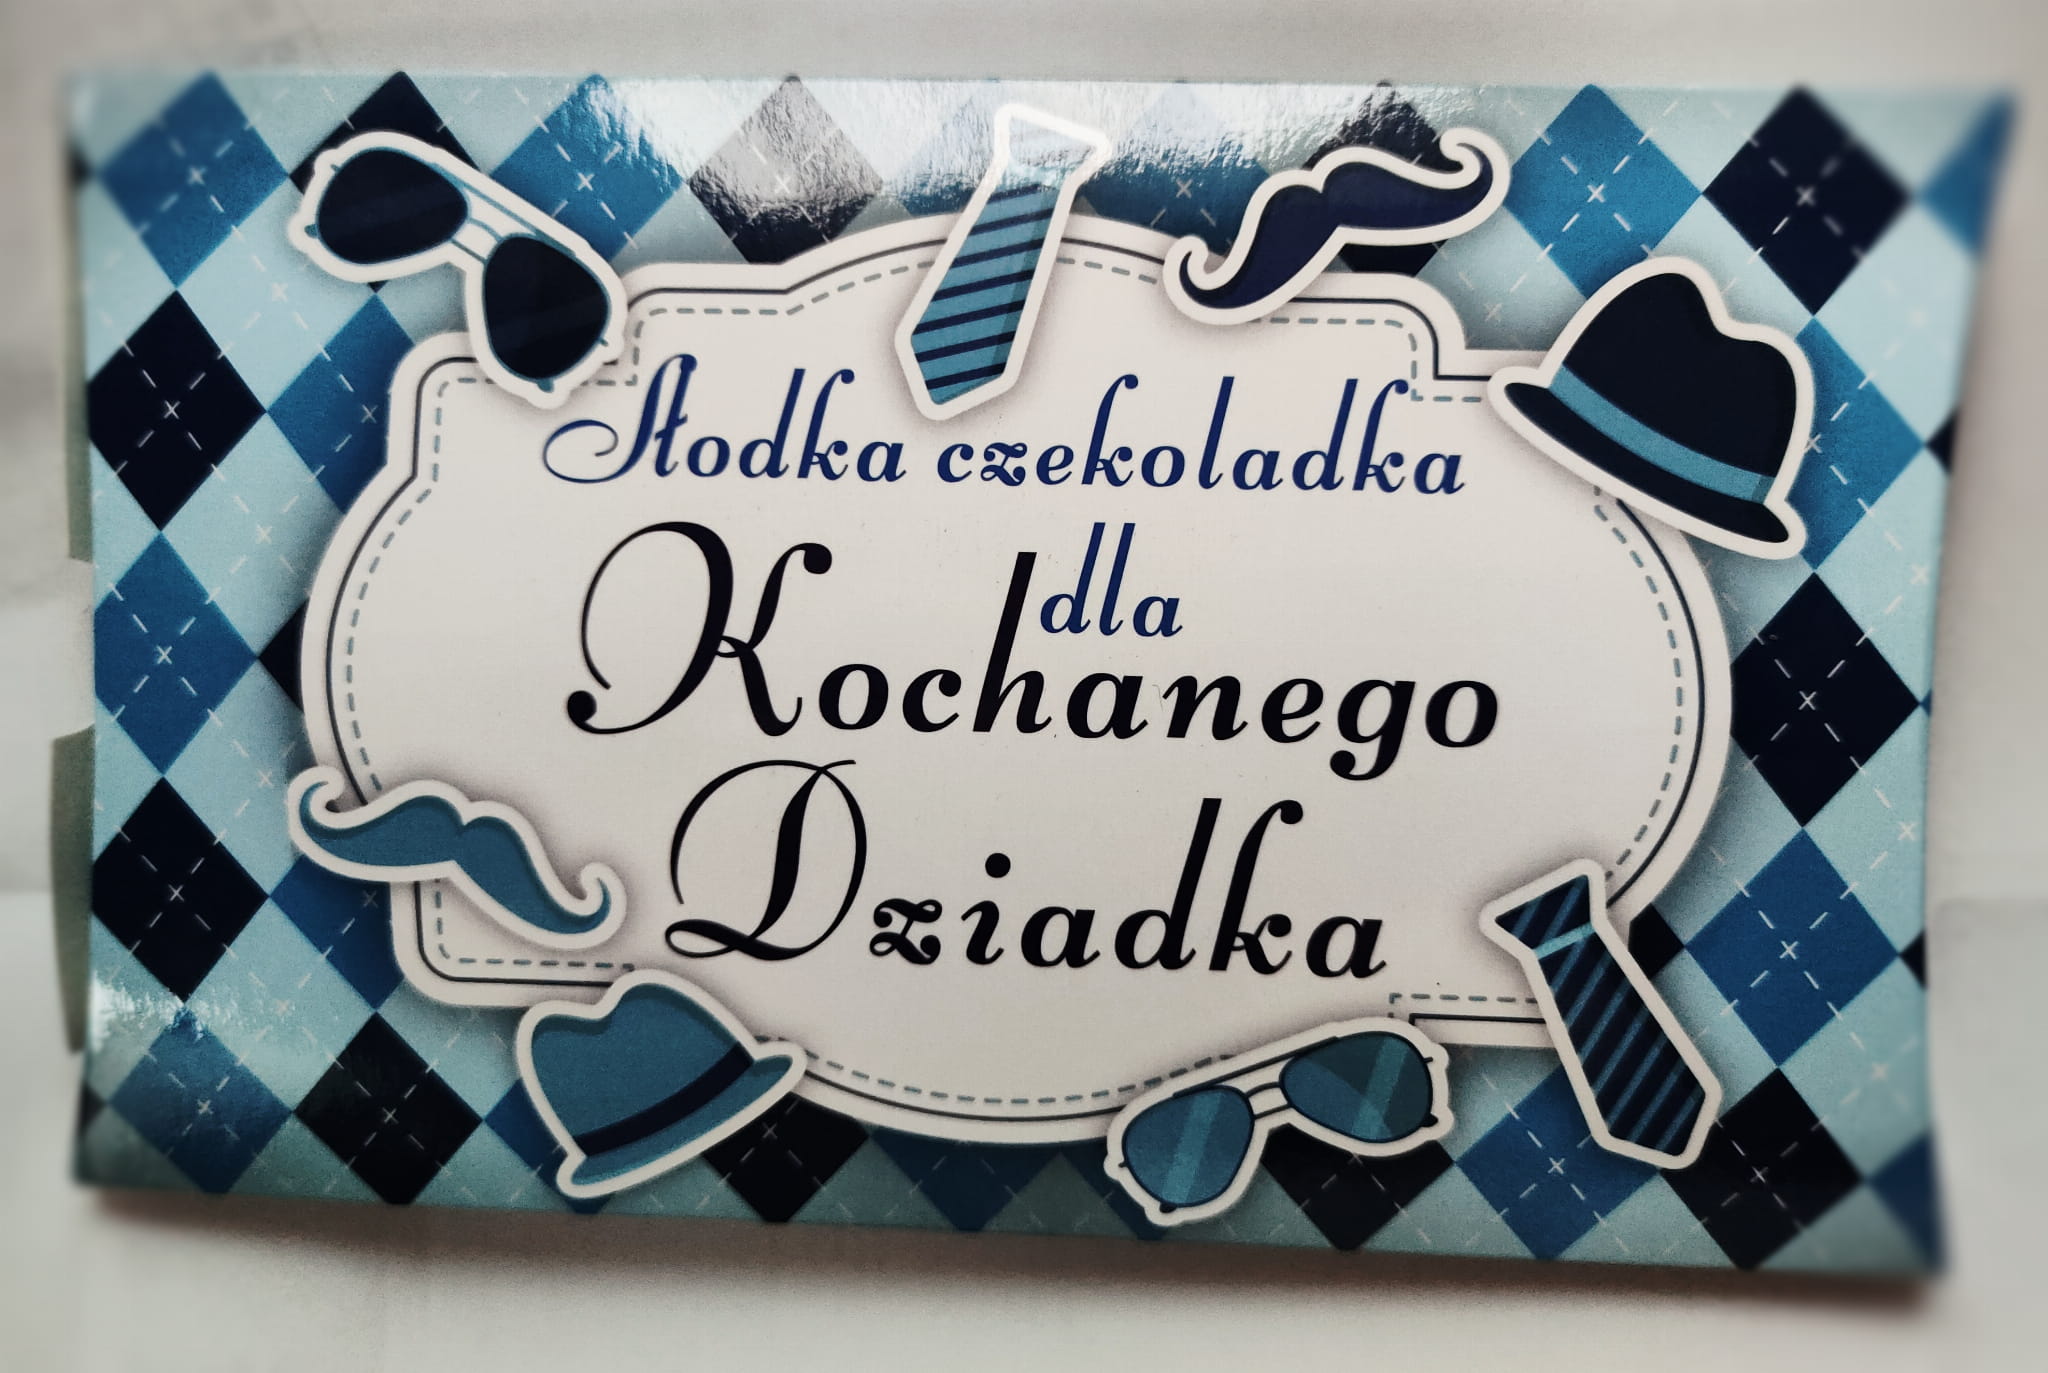 Słodka czekoladka
dla
Kochanego
Dziadka